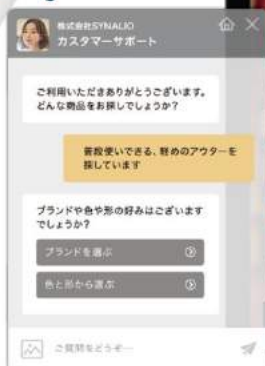 株式会社SYNALIO
カスタマーサポート
ご利用いただきありがとうございます。
どんな商品をお探しでしょうか？
普段使いできる、軽めのアウターを
探しています
ブランドや色や形の好みはございます
でしょうか？
ブランドを選ぶ
色と形から選ぶ
ご質問をどうぞ…